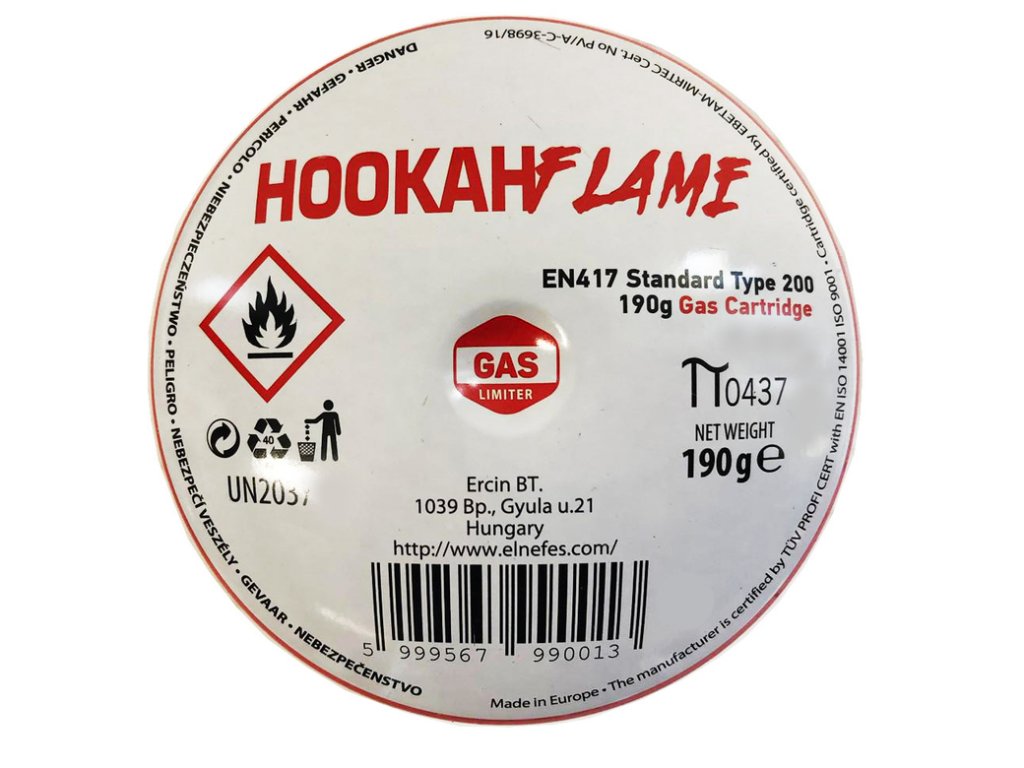 HOOKAHFLAME
EN417 Standard Type 200
190g Gas Cartridge
GAS
LIMITER
π0437
NET WEIGHT
190g℮
40
UN2037
Ercin BT.
1039 Bp., Gyula u.21
Hungary
http://www.elnefes.com/
5 999567 990013
DANGER • GEFAHR • PERICOLO • NIEBEZPIECZEŃSTWO • PELIGRO • NEBEZPEČÍ VESZÉLY • GEVAAR • NEBEZPEČENSTVO
Made in Europe • The manufacturer is certified by TÜV PROFI CERT with EN ISO 14001 ISO 9001 • Cartridge certified by EBETAM-MIRTEC Cert. No PV/A-C-3698/16